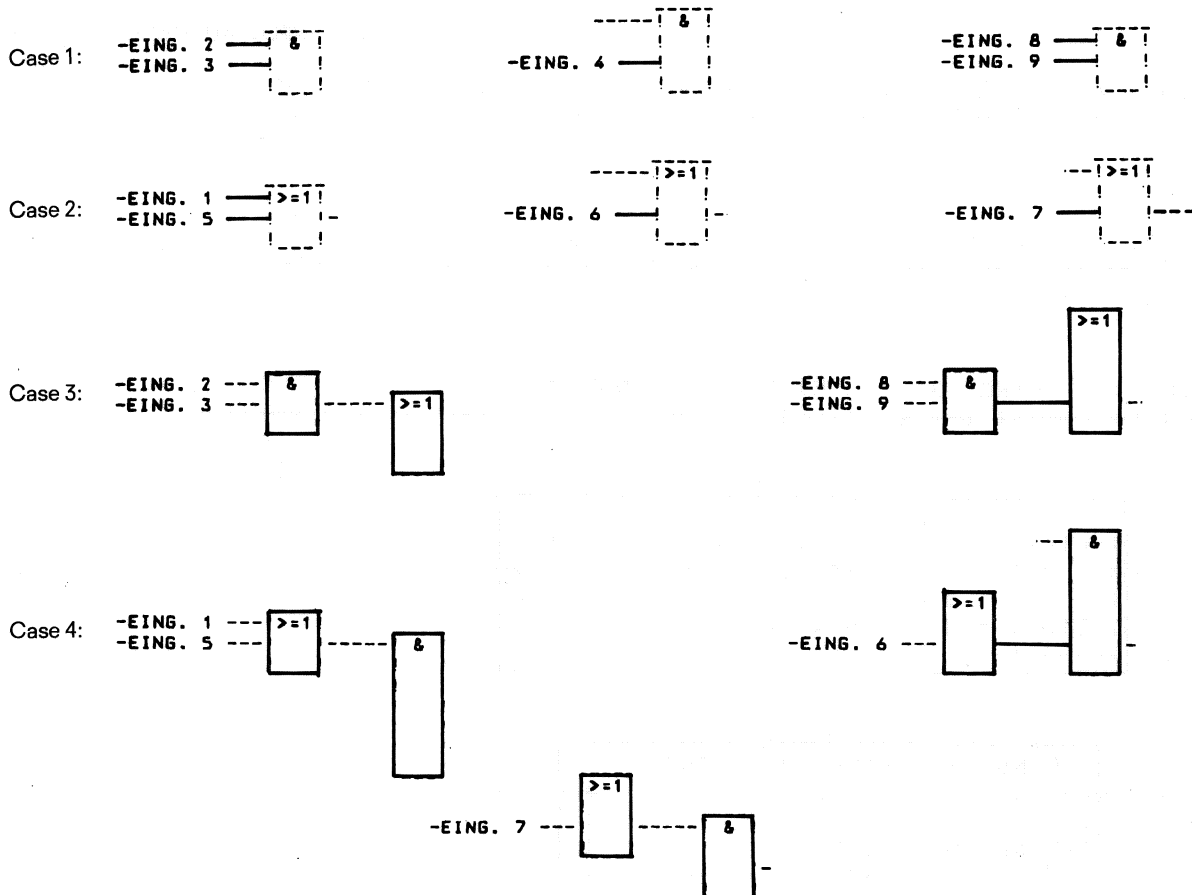 &
-EING. 2 & -EING. 8 &
Case 1: -EING. 3 -EING. 4 -EING. 9
>=1 >=1
-EING. 1 >=1
Case 2: -EING. 5 -EING. 6 -EING. 7
>=1
-EING. 2 & -EING. 8 &
Case 3: -EING. 3 >=1 -EING. 9
&
-EING. 1 >=1 >=1
Case 4: -EING. 5 & -EING. 6
>=1
-EING. 7 &